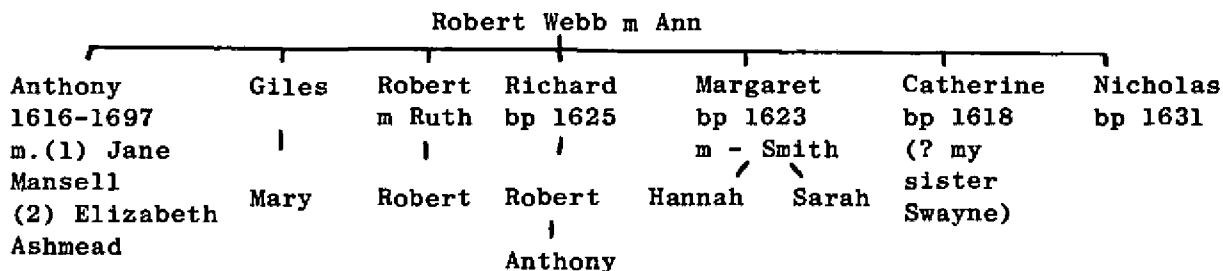 Robert Webb m Ann
Anthony Giles Robert Richard Margaret Catherine Nicholas
1616-1697 m Ruth bp 1625 bp 1623 bp 1618 bp 1631
m.(1) Jane m - Smith (? my
Mansell sister
Mary Robert Robert Hannah Sarah Swayne)
(2) Elizabeth
Ashmead
Anthony